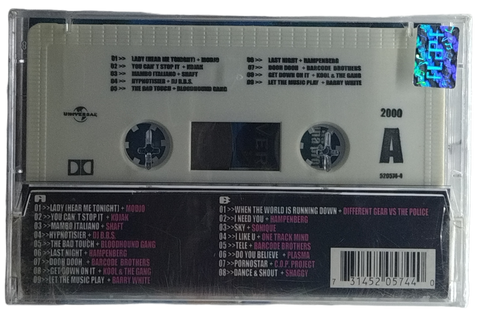 01 >> LADY (HEAR ME TONIGHT) • MODJO
02 >> YOU CAN'T STOP IT • KOJAN
03 >> MAMBO ITALIANO • SHAFT
04 >> HYPNOTISIER • DJ O.B.S.
05 >> THE BAD TOUCH • BLOODHOUND GANG
06 >> LAST NIGHT • HAMPENBERG
07 >> DOOH DOOH • BARCODE BROTHERS
08 >> GET DOWN ON IT • KOOL & THE GANG
09 >> LET THE MUSIC PLAY • BARRY WHITE
UNIVERSAL
2000
A
A
01 >> LADY (HEAR ME TONIGHT) • MODJO
02 >> YOU CAN'T STOP IT • KOJAN
03 >> MAMBO ITALIANO • SHAFT
04 >> HYPNOTISIER • DJ O.B.S.
05 >> THE BAD TOUCH • BLOODHOUND GANG
06 >> LAST NIGHT • HAMPENBERG
07 >> DOOH DOOH • BARCODE BROTHERS
08 >> GET DOWN ON IT • KOOL & THE GANG
09 >> LET THE MUSIC PLAY • BARRY WHITE
B
01 >> WHEN THE WORLD IS RUNNING DOWN • DIFFERENT GEAR VS THE POLICE
02 >> I NEED YOU • HAMPENBERG
03 >> SKY • SONIQUE
04 >> I LIKE U • ONE TRACK MIND
05 >> TELE • BARCODE BROTHERS
06 >> DO YOU BELIEVE • PLASMA
07 >> PORNOSTAR • C.O.P. PROJECT
08 >> DANCE & SHOUT • SHAGGY
7 31452 05744 0